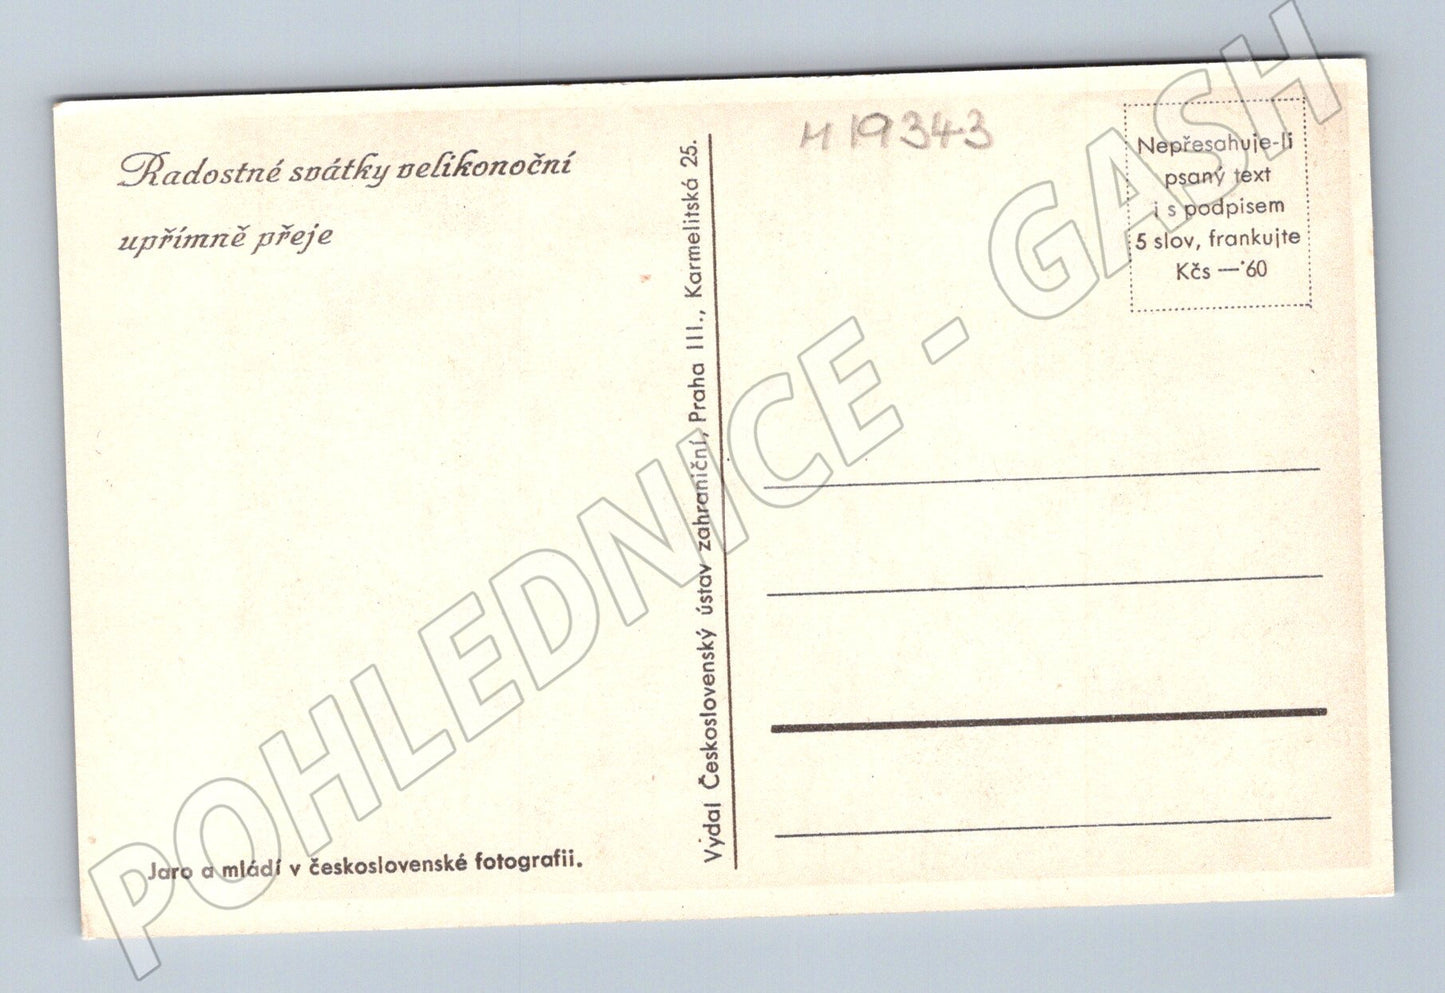 Radostné svátky velikonoční
upřímně přeje
Jaro a mládí v československé fotografii.
Vydal Československý ústav zahraniční, Praha III., Karmelitská 25.
M 19343
Nepřesahuje-li
psaný text
i s podpisem
5 slov, frankujte
Kčs —˙60
POHLEDNICE - GASH